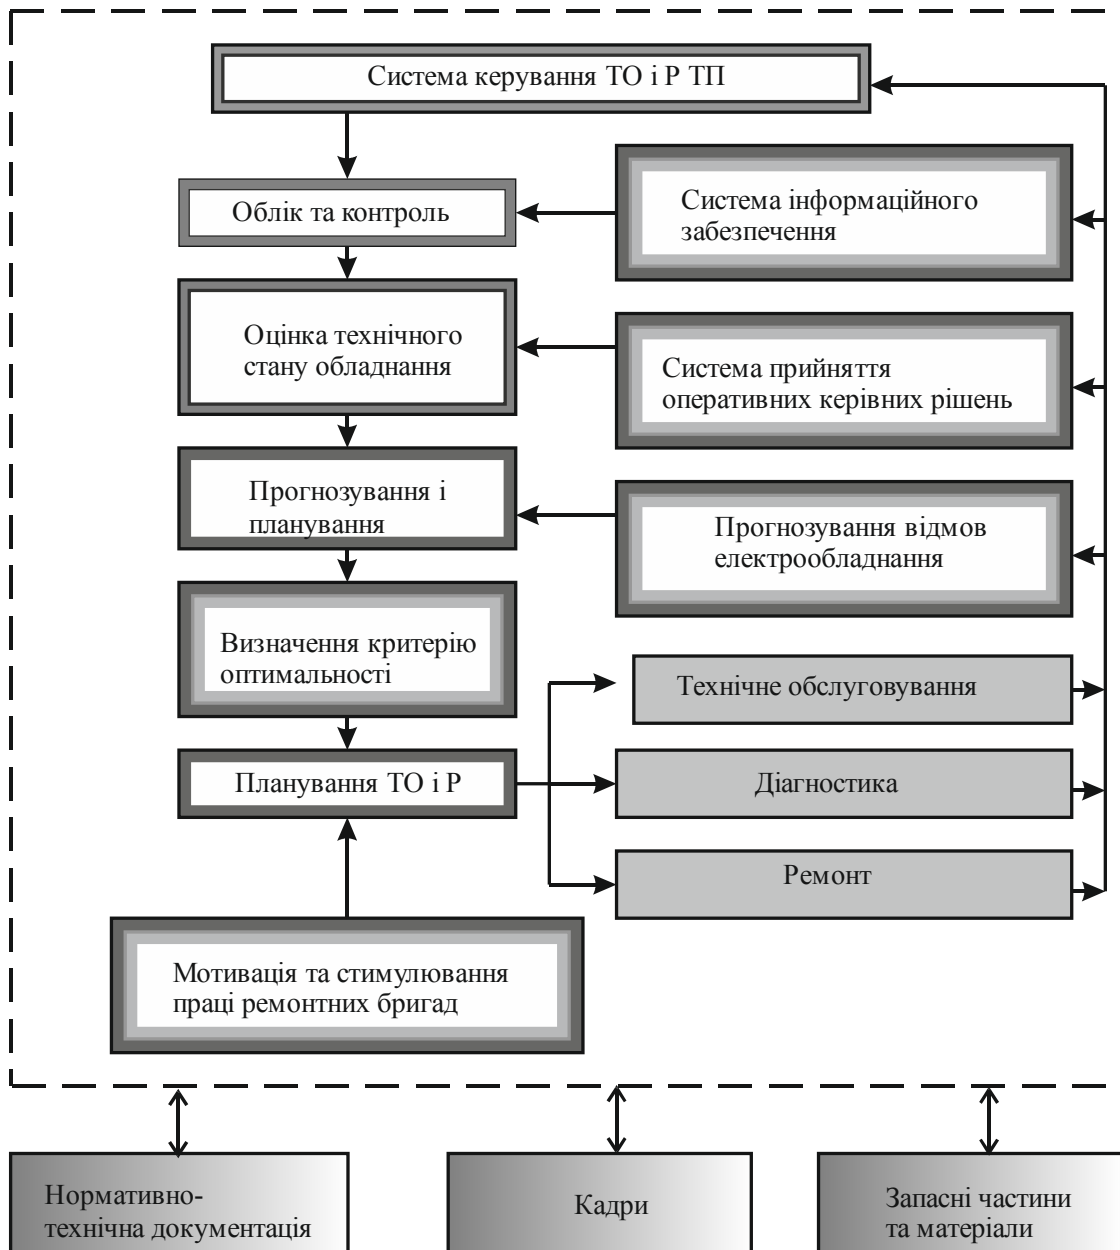 Система керування ТО і Р ТП
Облік та контроль
Система інформаційного
забезпечення
Оцінка технічного
стану обладнання
Система прийняття
оперативних керівних рішень
Прогнозування і
планування
Прогнозування відмов
електрообладнання
Визначення критерію
оптимальності
Технічне обслуговування
Планування ТО і Р
Діагностика
Ремонт
Мотивація та стимулювання
праці ремонтних бригад
Нормативно-
технічна документація
Кадри
Запасні частини
та матеріали